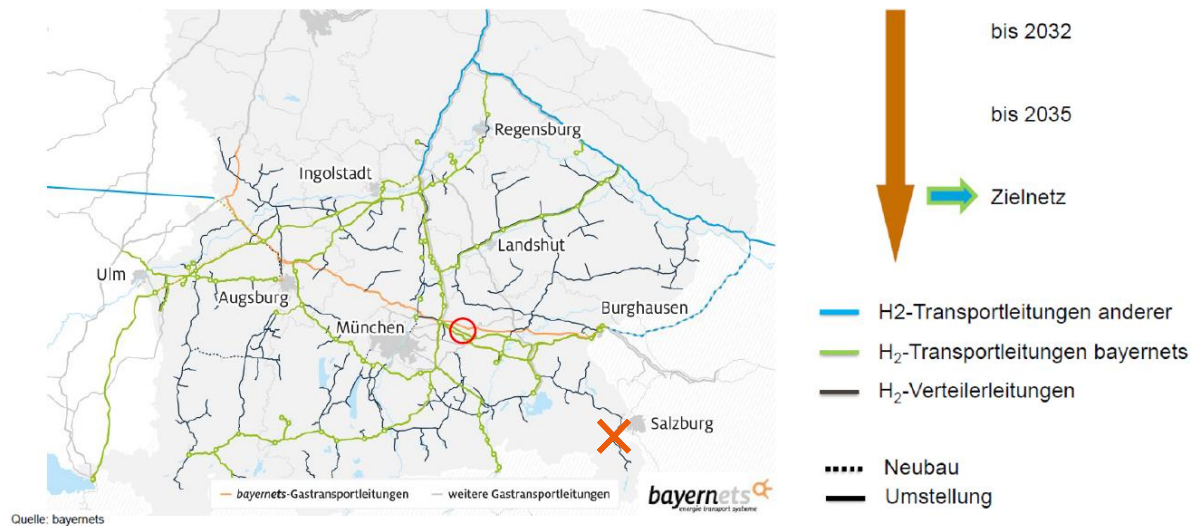 Regensburg
Ingolstadt
Landshut
Ulm
Augsburg
Burghausen
München
Salzburg
bayernets-Gastransportleitungen
weitere Gastransportleitungen
bayernets
energie transport systeme
Quelle: bayernets
bis 2032
bis 2035
Zielnetz
H2-Transportleitungen anderer
H₂-Transportleitungen bayernets
H₂-Verteilerleitungen
Neubau
Umstellung